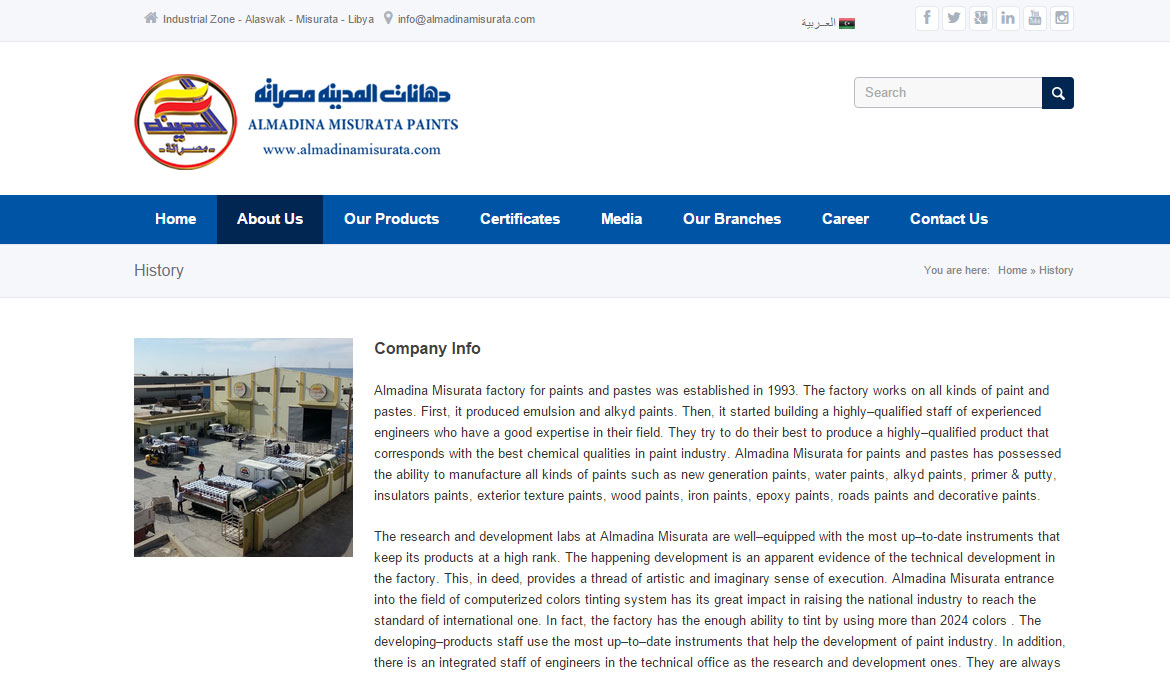 Industrial Zone - Alaswak - Misurata - Libya info@almadinamisurata.com العـربية
المدينة
-مصراتة-
دهانات المدينه مصراته
ALMADINA MISURATA PAINTS
www.almadinamisurata.com
Search
Home About Us Our Products Certificates Media Our Branches Career Contact Us
History You are here: Home » History
Company Info
Almadina Misurata factory for paints and pastes was established in 1993. The factory works on all kinds of paint and
pastes. First, it produced emulsion and alkyd paints. Then, it started building a highly–qualified staff of experienced
engineers who have a good expertise in their field. They try to do their best to produce a highly–qualified product that
corresponds with the best chemical qualities in paint industry. Almadina Misurata for paints and pastes has possessed
the ability to manufacture all kinds of paints such as new generation paints, water paints, alkyd paints, primer & putty,
insulators paints, exterior texture paints, wood paints, iron paints, epoxy paints, roads paints and decorative paints.
The research and development labs at Almadina Misurata are well–equipped with the most up–to-date instruments that
keep its products at a high rank. The happening development is an apparent evidence of the technical development in
the factory. This, in deed, provides a thread of artistic and imaginary sense of execution. Almadina Misurata entrance
into the field of computerized colors tinting system has its great impact in raising the national industry to reach the
standard of international one. In fact, the factory has the enough ability to tint by using more than 2024 colors . The
developing–products staff use the most up–to–date instruments that help the development of paint industry. In addition,
there is an integrated staff of engineers in the technical office as the research and development ones. They are always